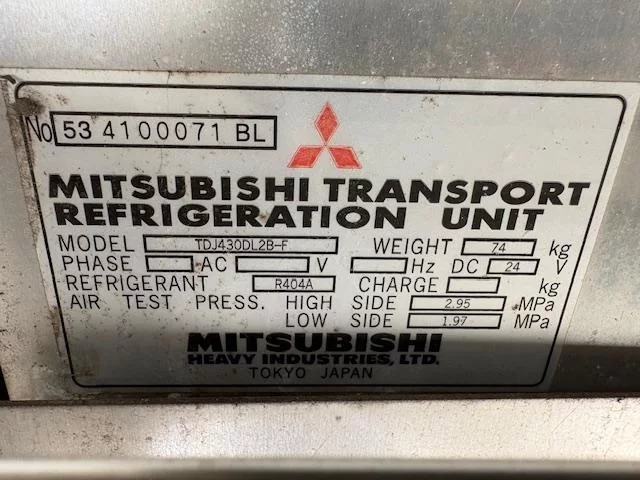 No 53 4100071 BL
MITSUBISHI TRANSPORT
REFRIGERATION UNIT
MODEL TDJ430DL2B-F WEIGHT 74 kg
PHASE AC V Hz DC 24 V
REFRIGERANT R404A CHARGE kg
AIR TEST PRESS. HIGH SIDE 2.95 MPa
LOW SIDE 1.97 MPa
MITSUBISHI
HEAVY INDUSTRIES, LTD.
TOKYO JAPAN